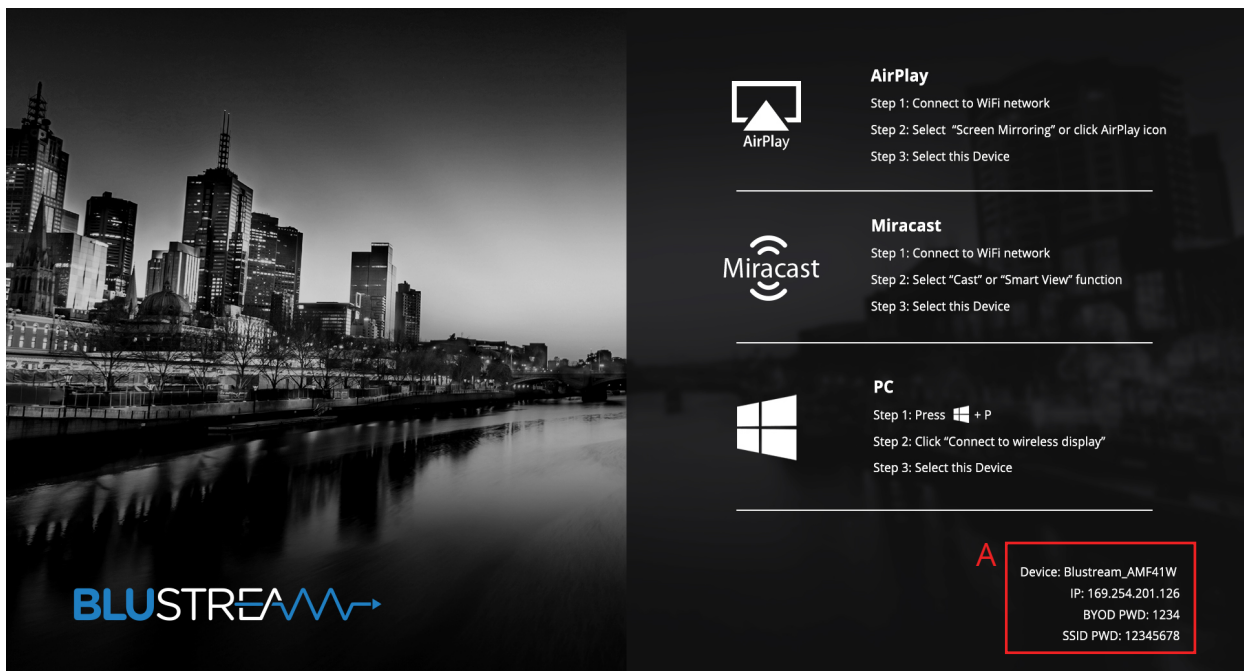 AirPlay
AirPlay
Step 1: Connect to WiFi network
Step 2: Select “Screen Mirroring” or click AirPlay icon
Step 3: Select this Device
Miracast
Miracast
Step 1: Connect to WiFi network
Step 2: Select “Cast” or “Smart View” function
Step 3: Select this Device
PC
Step 1: Press + P
Step 2: Click “Connect to wireless display”
Step 3: Select this Device
A
Device: Blustream_AMF41W
IP: 169.254.201.126
BYOD PWD: 1234
SSID PWD: 12345678
BLUSTREAM